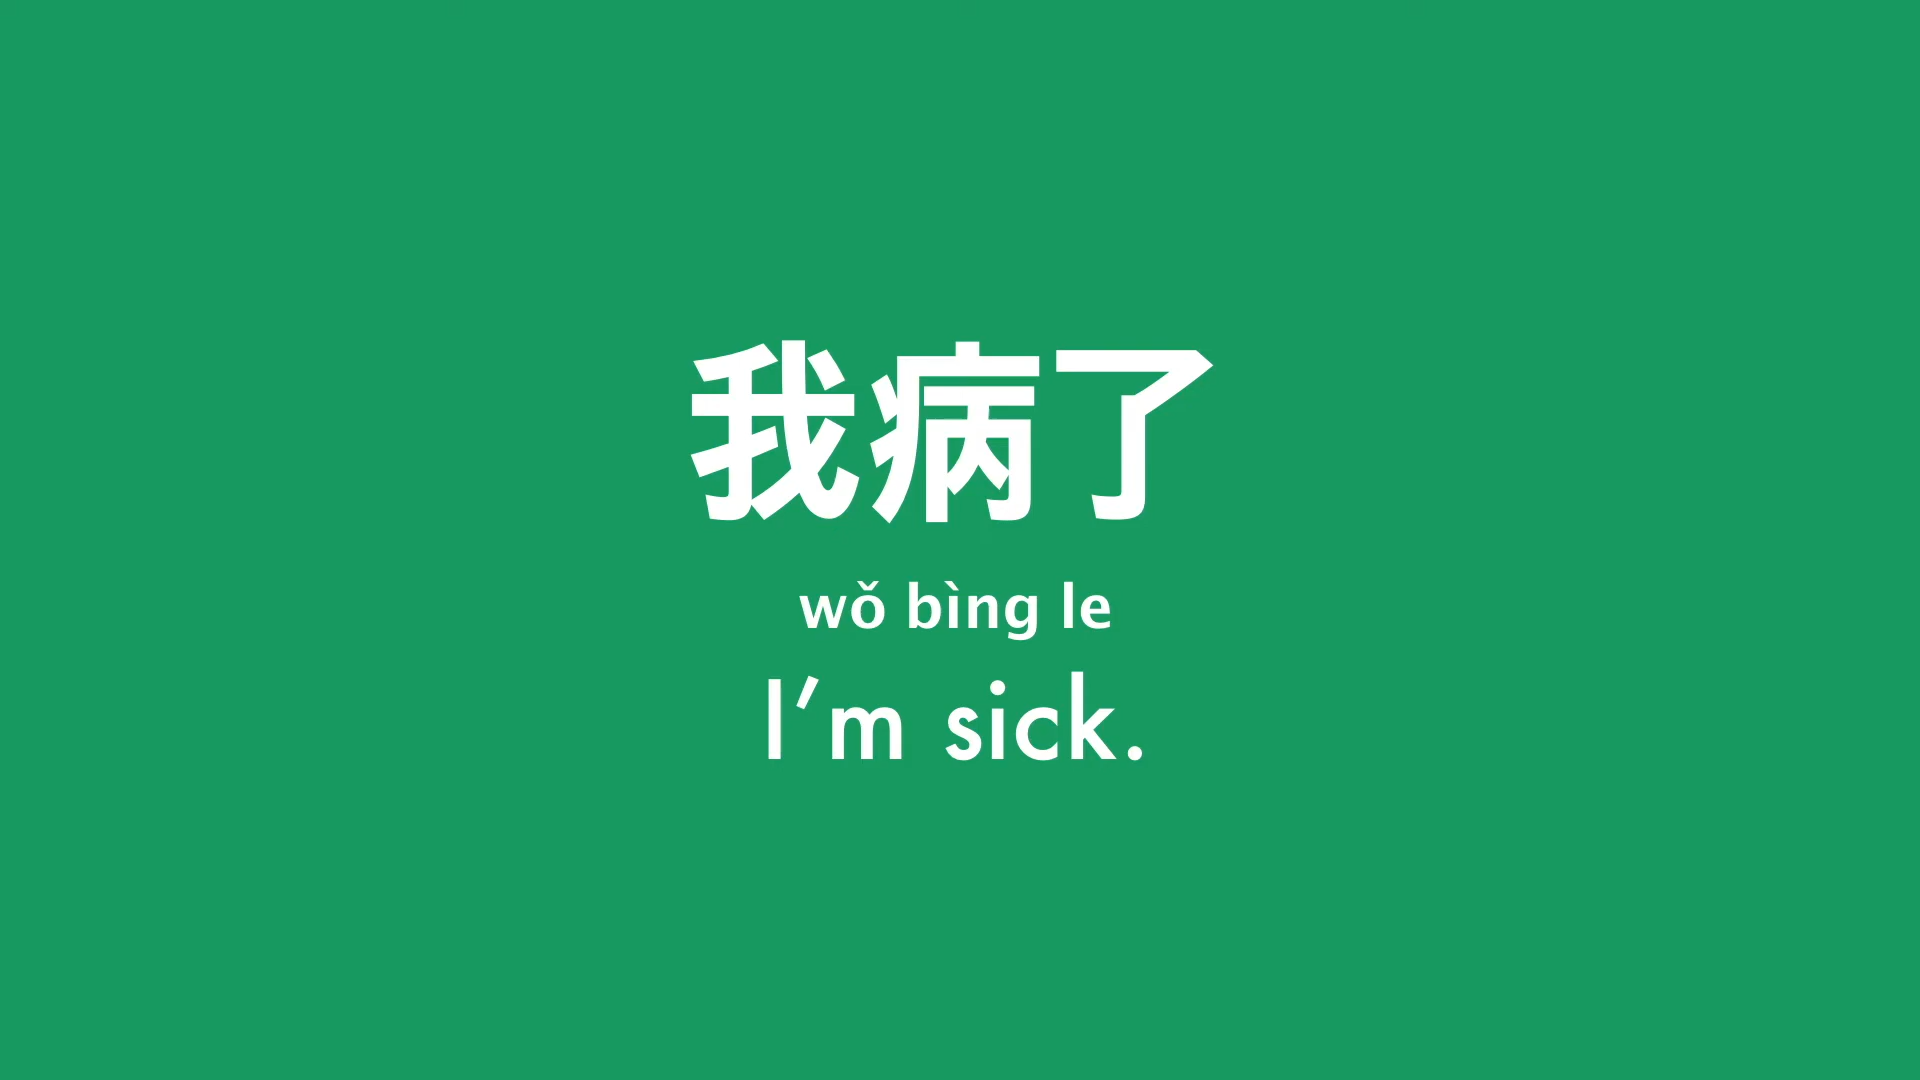 我病了
wǒ bìng le
I’m sick.